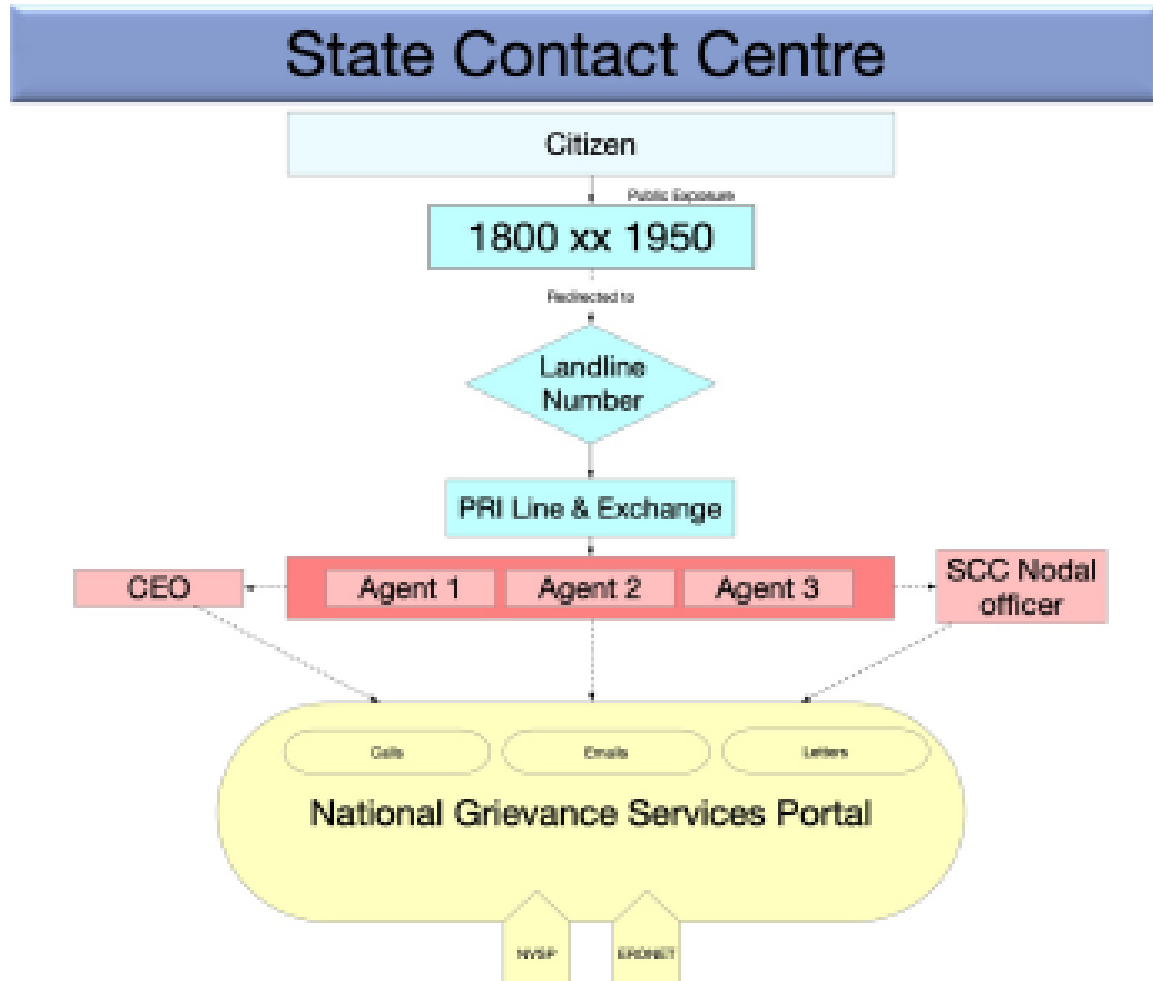 State Contact Centre
Citizen
Public Exposure
1800 xx 1950
Redirected to
Landline
Number
PRI Line & Exchange
CEO
Agent 1
Agent 2
Agent 3
SCC Nodal
officer
Calls
Emails
Letters
National Grievance Services Portal
NVSP
ERONET